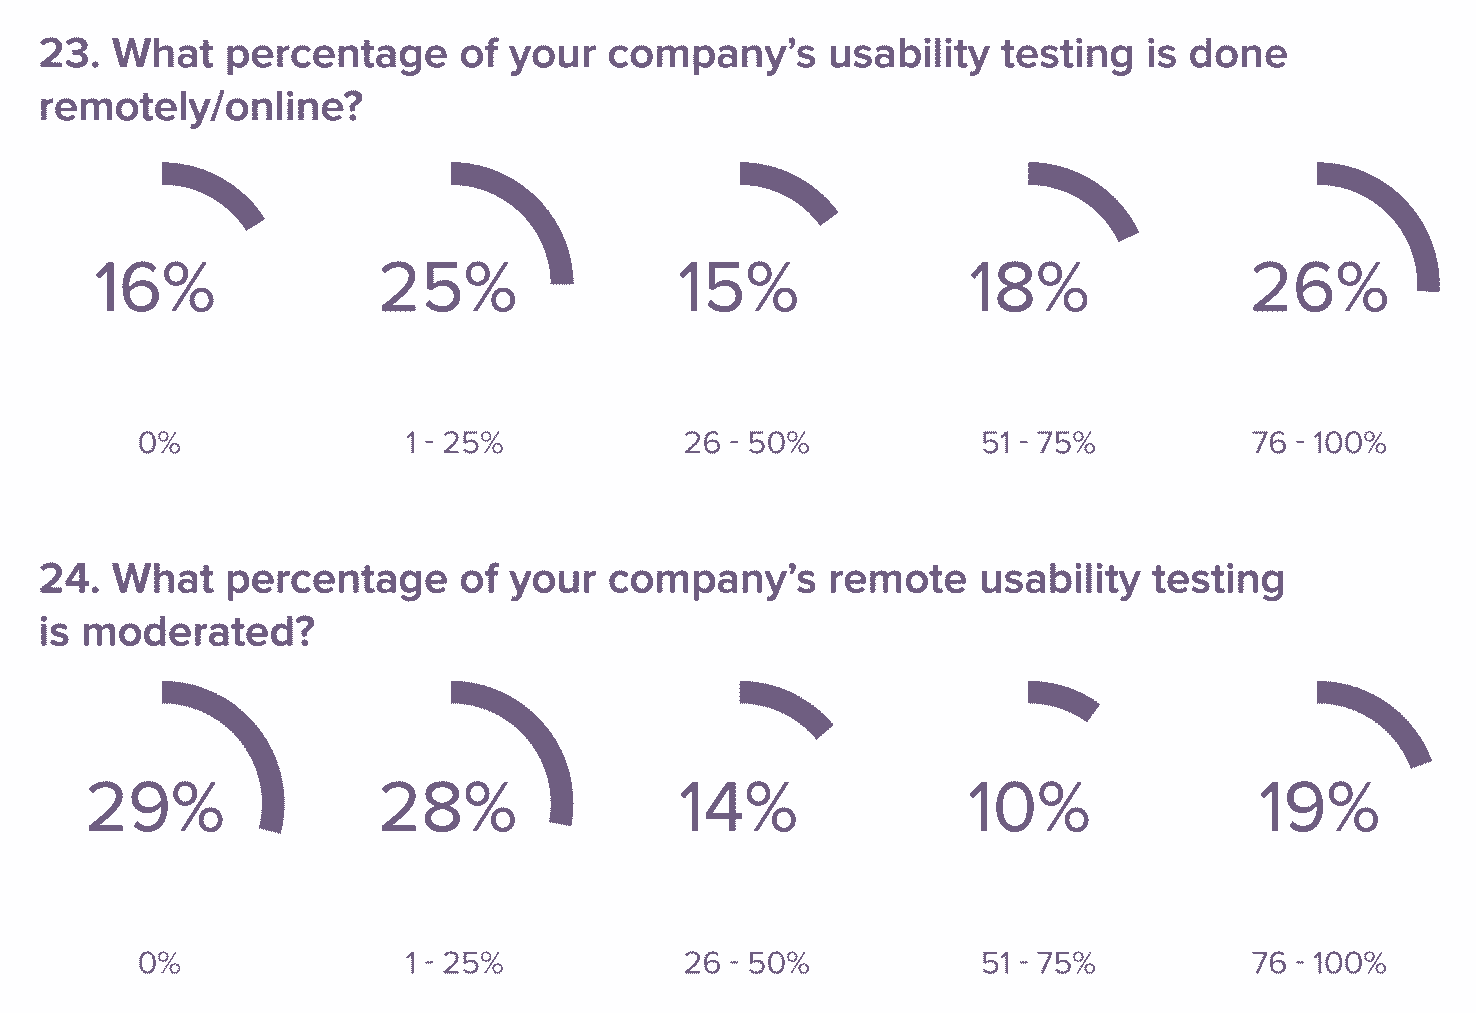 23. What percentage of your company’s usability testing is done
remotely/online?
16% 25% 15% 18% 26%
0% 1 - 25% 26 - 50% 51 - 75% 76 - 100%
24. What percentage of your company’s remote usability testing
is moderated?
29% 28% 14% 10% 19%
0% 1 - 25% 26 - 50% 51 - 75% 76 - 100%